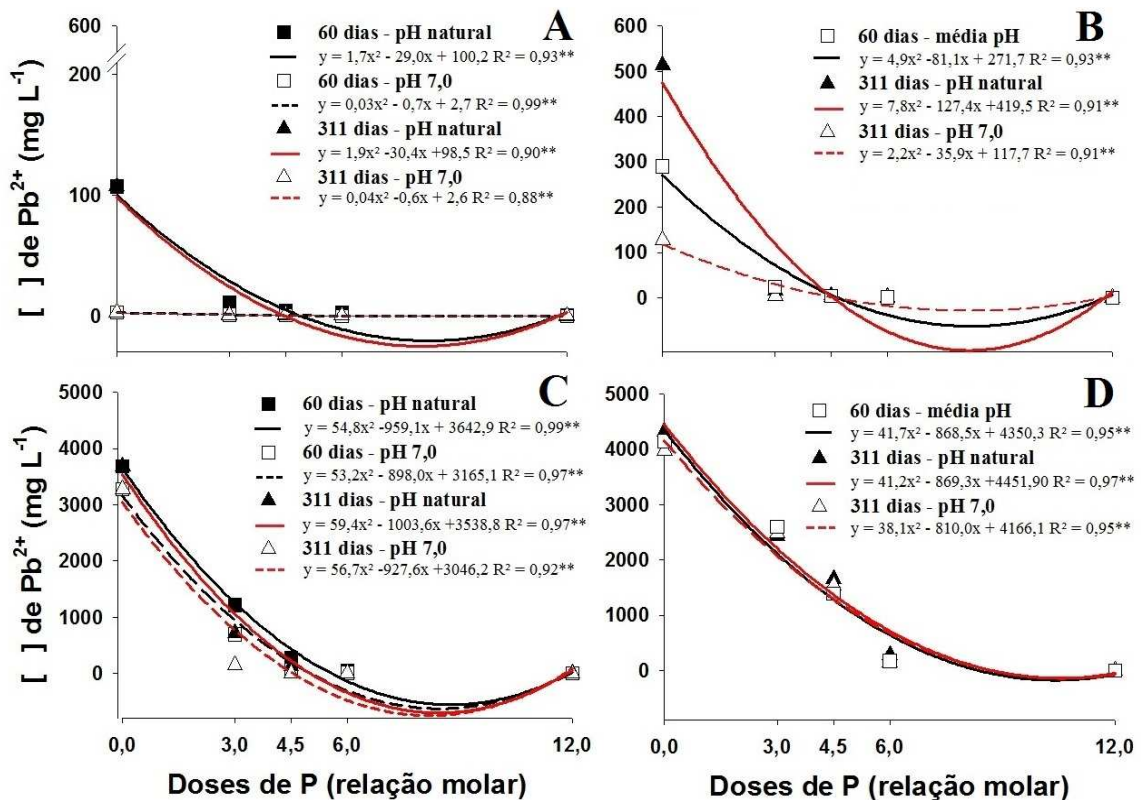 A
[ ] de Pb²⁺ (mg L⁻¹)
600
200
100
0
60 dias - pH natural
y = 1,7x² - 29,0x + 100,2 R² = 0,93**
60 dias - pH 7,0
y = 0,03x² - 0,7x + 2,7 R² = 0,99**
311 dias - pH natural
y = 1,9x² -30,4x +98,5 R² = 0,90**
311 dias - pH 7,0
y = 0,04x² -0,6x + 2,6 R² = 0,88**
B
600
500
400
300
200
100
0
60 dias - média pH
y = 4,9x² -81,1x + 271,7 R² = 0,93**
311 dias - pH natural
y = 7,8x² - 127,4x +419,5 R² = 0,91**
311 dias - pH 7,0
y = 2,2x² - 35,9x + 117,7 R² = 0,91**
C
[ ] de Pb²⁺ (mg L⁻¹)
5000
4000
3000
2000
1000
0
60 dias - pH natural
y = 54,8x² -959,1x + 3642,9 R² = 0,99**
60 dias - pH 7,0
y = 53,2x² - 898,0x + 3165,1 R² = 0,97**
311 dias - pH natural
y = 59,4x² - 1003,6x + 3538,8 R² = 0,97**
311 dias - pH 7,0
y = 56,7x² -927,6x +3046,2 R² = 0,92**
0,0 3,0 4,5 6,0 12,0
Doses de P (relação molar)
D
5000
4000
3000
2000
1000
0
60 dias - média pH
y = 41,7x² - 868,5x + 4350,3 R² = 0,95**
311 dias - pH natural
y = 41,2x² - 869,3x +4451,90 R² = 0,97**
311 dias - pH 7,0
y = 38,1x² - 810,0x + 4166,1 R² = 0,95**
0,0 3,0 4,5 6,0 12,0
Doses de P (relação molar)